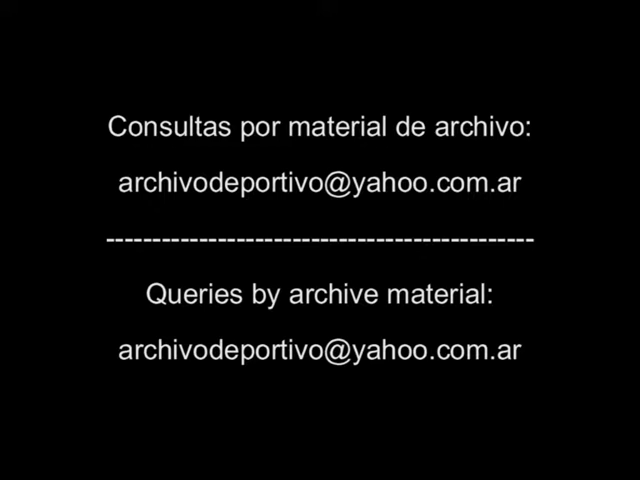 Consultas por material de archivo:
archivodeportivo@yahoo.com.ar
-----------------------------------------------
Queries by archive material:
archivodeportivo@yahoo.com.ar